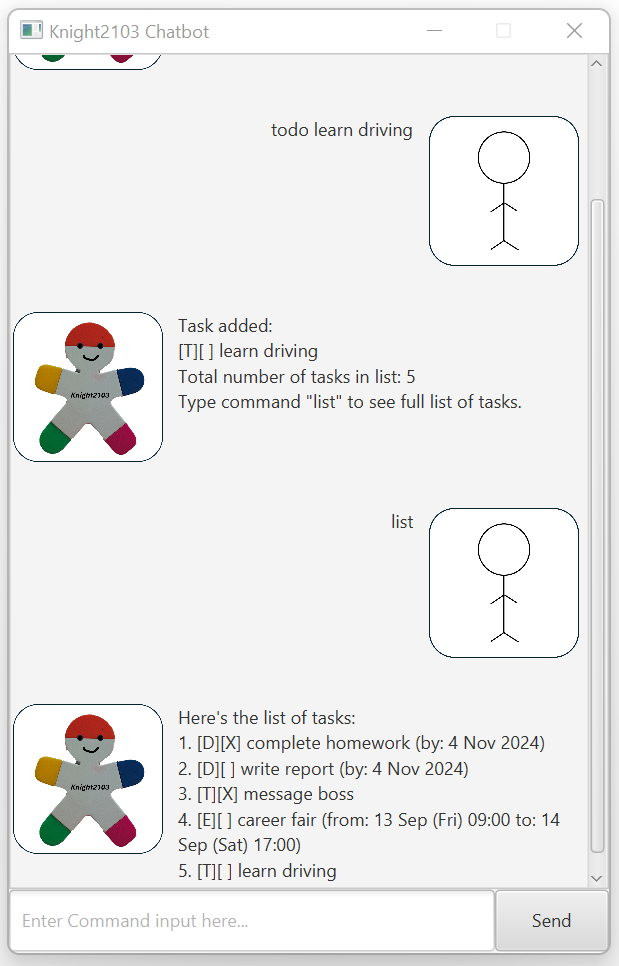 Knight2103 Chatbot
todo learn driving
Task added:
[T][ ] learn driving
Total number of tasks in list: 5
Type command "list" to see full list of tasks.
Knight2103
list
Here's the list of tasks:
1. [D][X] complete homework (by: 4 Nov 2024)
2. [D][ ] write report (by: 4 Nov 2024)
3. [T][X] message boss
4. [E][ ] career fair (from: 13 Sep (Fri) 09:00 to: 14
Sep (Sat) 17:00)
5. [T][ ] learn driving
Knight2103
Enter Command input here...
Send